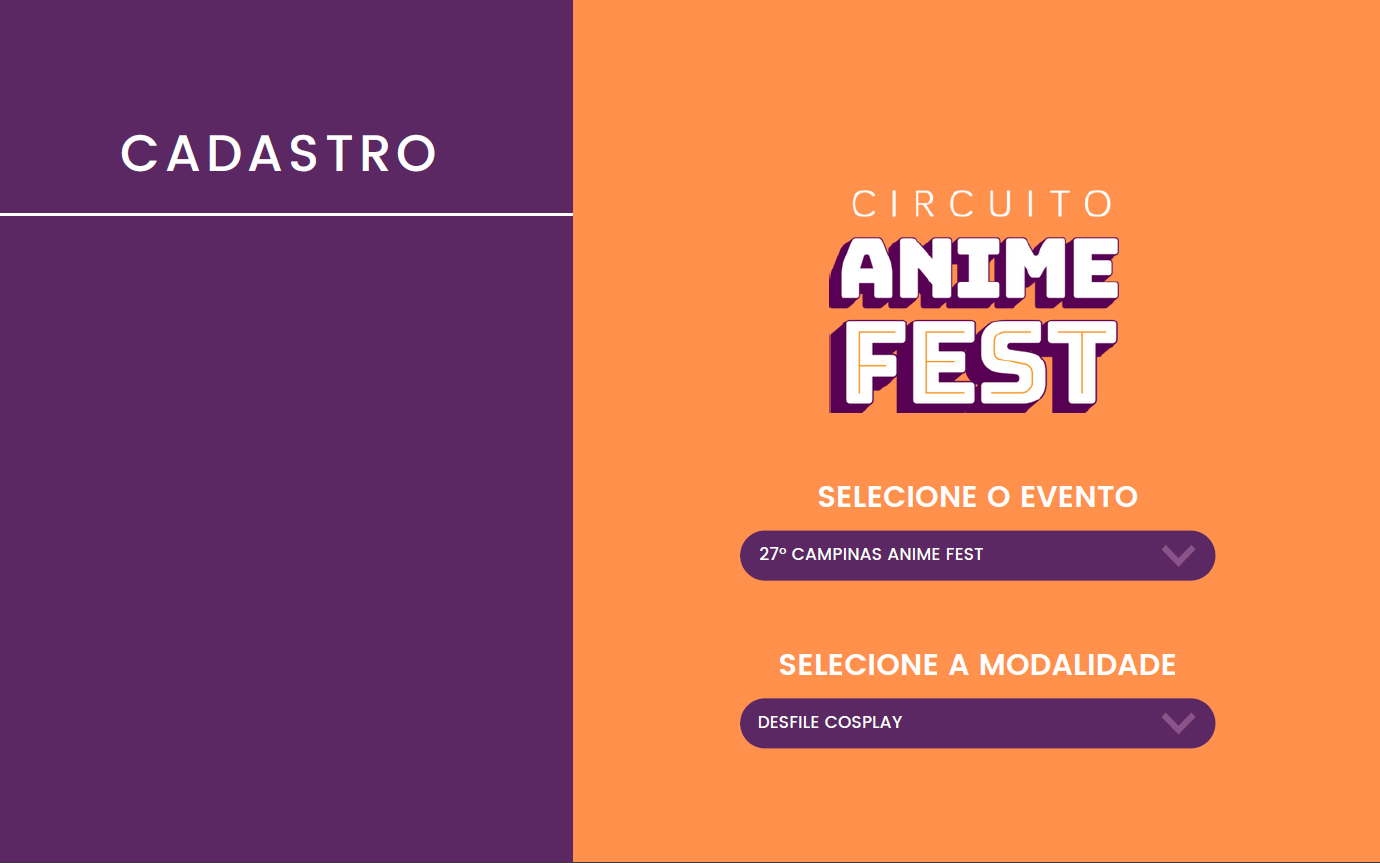 CADASTRO
CIRCUITO
ANIME
FEST
SELECIONE O EVENTO
27º CAMPINAS ANIME FEST
SELECIONE A MODALIDADE
DESFILE COSPLAY